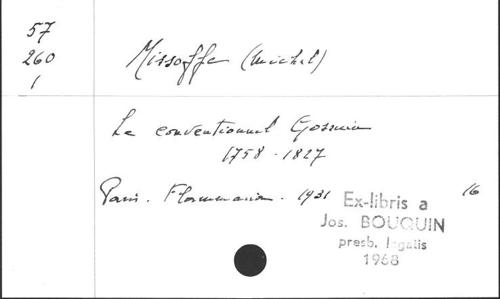 57
260
1
Missoffe (Michel)
Le conventionnel Gossuin
1758 - 1827
Paris. Flammarion. 1931 16
Ex-libris a
Jos. BOUQUIN
presb. legalis
1968